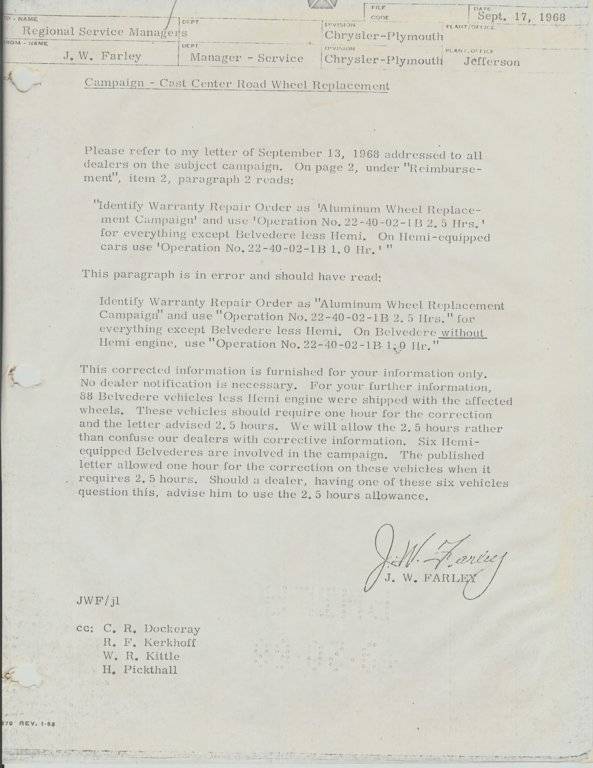 TO - NAME
DEPT
FILE
CODE
DATE
Sept. 17, 1968
Regional Service Managers
DIVISION
Chrysler-Plymouth
PLANT/OFFICE
FROM - NAME
J. W. Farley
DEPT
Manager - Service
DIVISION
Chrysler-Plymouth
PLANT/OFFICE
Jefferson
Campaign - Cast Center Road Wheel Replacement
Please refer to my letter of September 13, 1968 addressed to all
dealers on the subject campaign. On page 2, under "Reimburse-
ment", item 2, paragraph 2 reads:
"Identify Warranty Repair Order as 'Aluminum Wheel Replace-
ment Campaign' and use 'Operation No. 22-40-02-1B 2.5 Hrs.'
for everything except Belvedere less Hemi. On Hemi-equipped
cars use 'Operation No. 22-40-02-1B 1.0 Hr.' "
This paragraph is in error and should have read:
Identify Warranty Repair Order as "Aluminum Wheel Replacement
Campaign" and use "Operation No. 22-40-02-1B 2.5 Hrs." for
everything except Belvedere less Hemi. On Belvedere without
Hemi engine, use "Operation No. 22-40-02-1B 1.0 Hr."
This corrected information is furnished for your information only.
No dealer notification is necessary. For your further information,
88 Belvedere vehicles less Hemi engine were shipped with the affected
wheels. These vehicles should require one hour for the correction
and the letter advised 2.5 hours. We will allow the 2.5 hours rather
than confuse our dealers with corrective information. Six Hemi-
equipped Belvederes are involved in the campaign. The published
letter allowed one hour for the correction on these vehicles when it
requires 2.5 hours. Should a dealer, having one of these six vehicles
question this, advise him to use the 2.5 hours allowance.
J. W. Farley
J. W. FARLEY
JWF/jl
cc: C. R. Dockeray
R. F. Kerkhoff
W. R. Kittle
H. Pickthall
REV. 1-68